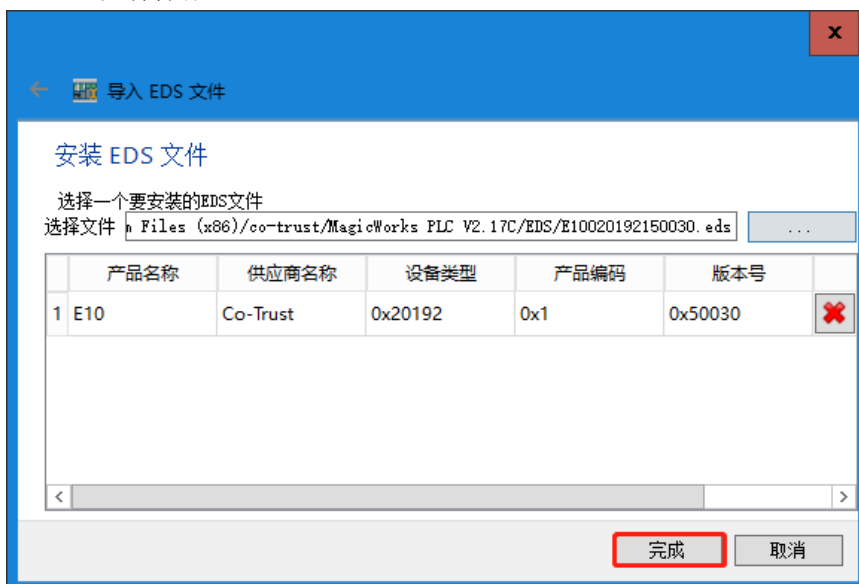 x
← 导入 EDS 文件
安装 EDS 文件
选择一个要安装的EDS文件
选择文件 Files (x86)/co-trust/MagicWorks PLC V2.17C/EDS/E10020192150030.eds ...
产品名称 供应商名称 设备类型 产品编码 版本号
1 E10 Co-Trust 0x20192 0x1 0x50030
< >
完成 取消